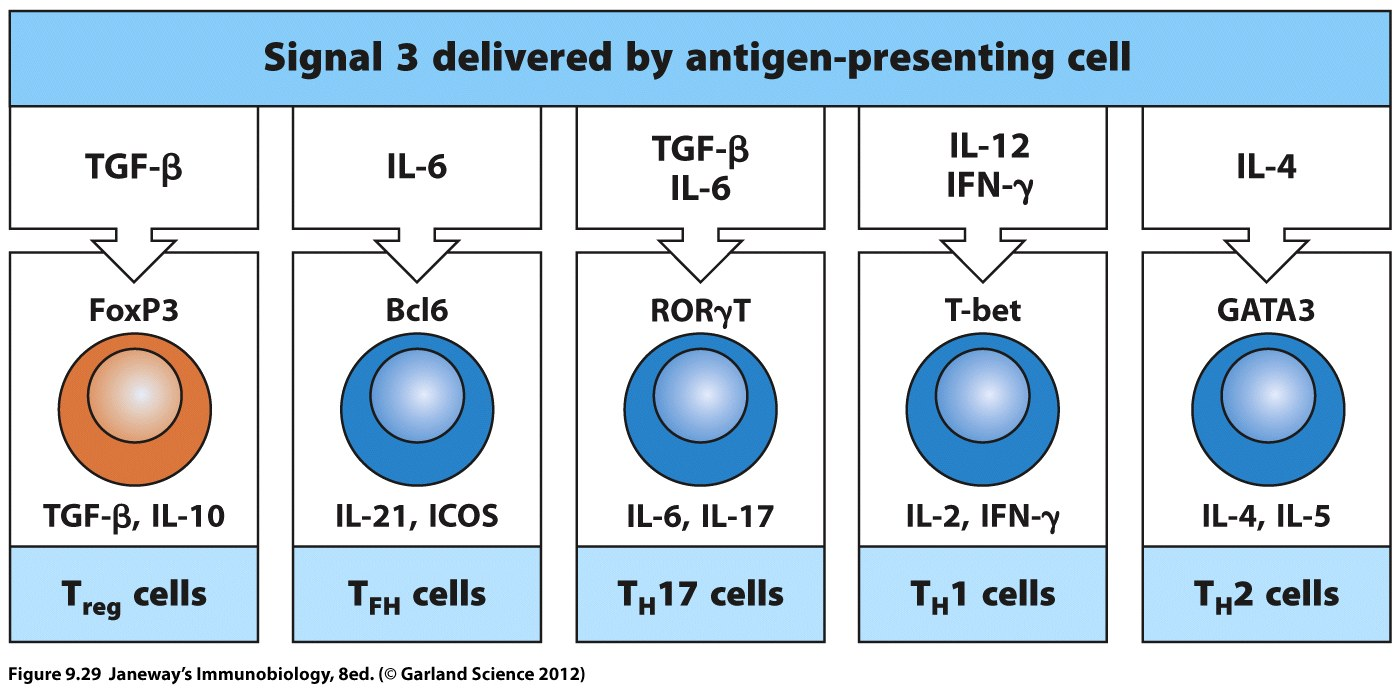 Signal 3 delivered by antigen-presenting cell
TGF-β
IL-6
TGF-β
IL-6
IL-12
IFN-γ
IL-4
FoxP3
Bcl6
RORγT
T-bet
GATA3
TGF-β, IL-10
IL-21, ICOS
IL-6, IL-17
IL-2, IFN-γ
IL-4, IL-5
Treg cells
TFH cells
TH17 cells
TH1 cells
TH2 cells
Figure 9.29 Janeway’s Immunobiology, 8ed. (© Garland Science 2012)